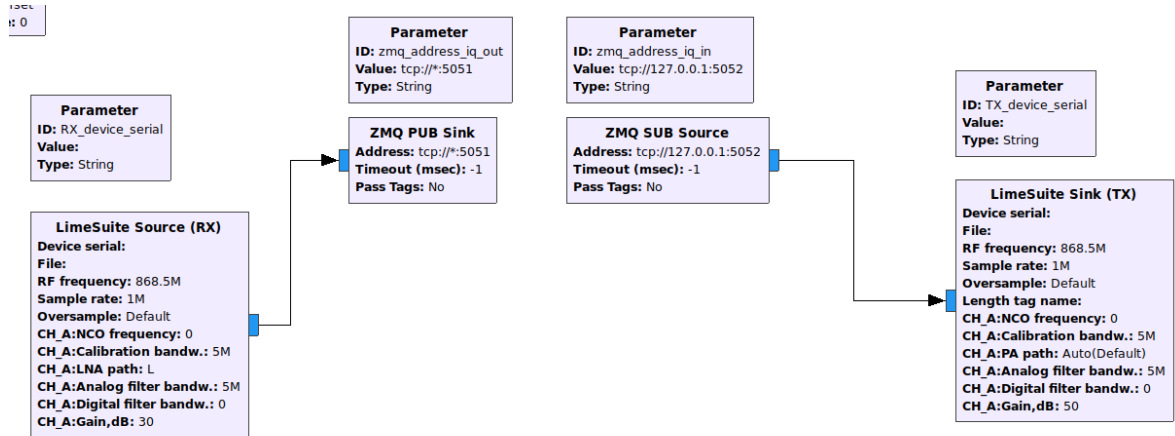 : 0
Parameter
ID: zmq_address_iq_out
Value: tcp://*:5051
Type: String
Parameter
ID: zmq_address_iq_in
Value: tcp://127.0.0.1:5052
Type: String
Parameter
ID: RX_device_serial
Value:
Type: String
ZMQ PUB Sink
Address: tcp://*:5051
Timeout (msec): -1
Pass Tags: No
ZMQ SUB Source
Address: tcp://127.0.0.1:5052
Timeout (msec): -1
Pass Tags: No
Parameter
ID: TX_device_serial
Value:
Type: String
LimeSuite Source (RX)
Device serial:
File:
RF frequency: 868.5M
Sample rate: 1M
Oversample: Default
CH_A:NCO frequency: 0
CH_A:Calibration bandw.: 5M
CH_A:LNA path: L
CH_A:Analog filter bandw.: 5M
CH_A:Digital filter bandw.: 0
CH_A:Gain,dB: 30
LimeSuite Sink (TX)
Device serial:
File:
RF frequency: 868.5M
Sample rate: 1M
Oversample: Default
Length tag name:
CH_A:NCO frequency: 0
CH_A:Calibration bandw.: 5M
CH_A:PA path: Auto(Default)
CH_A:Analog filter bandw.: 5M
CH_A:Digital filter bandw.: 0
CH_A:Gain,dB: 50